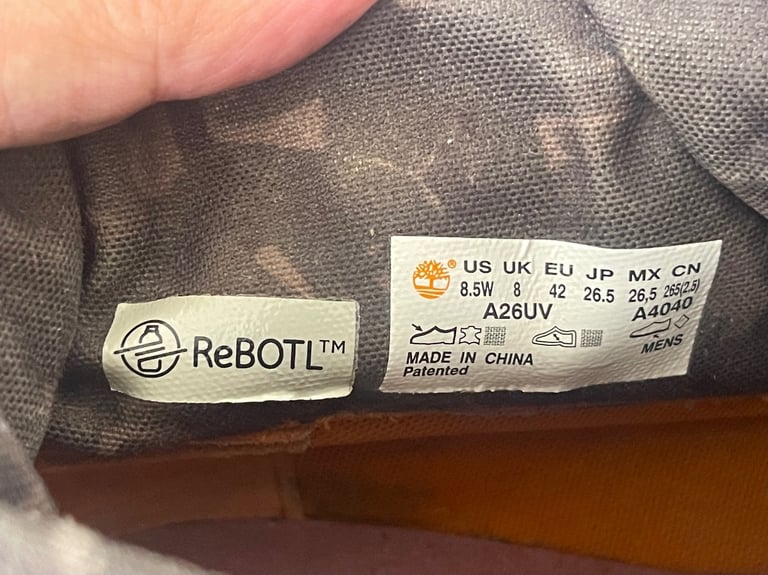 ReBOTL™
® US UK EU JP MX CN
8.5W 8 42 26.5 26,5 265(2.5)
A26UV A4040
MENS
MADE IN CHINA
Patented